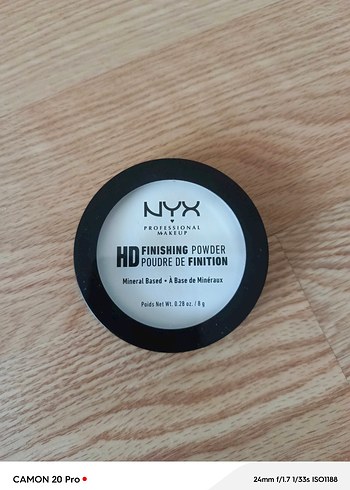 NYX
PROFESSIONAL
MAKEUP
HD FINISHING POWDER
POUDRE DE FINITION
Mineral Based • À Base de Minéraux
Poids Net Wt. 0.28 oz. / 8 g
CAMON 20 Pro
24mm f/1.7 1/33s ISO1188